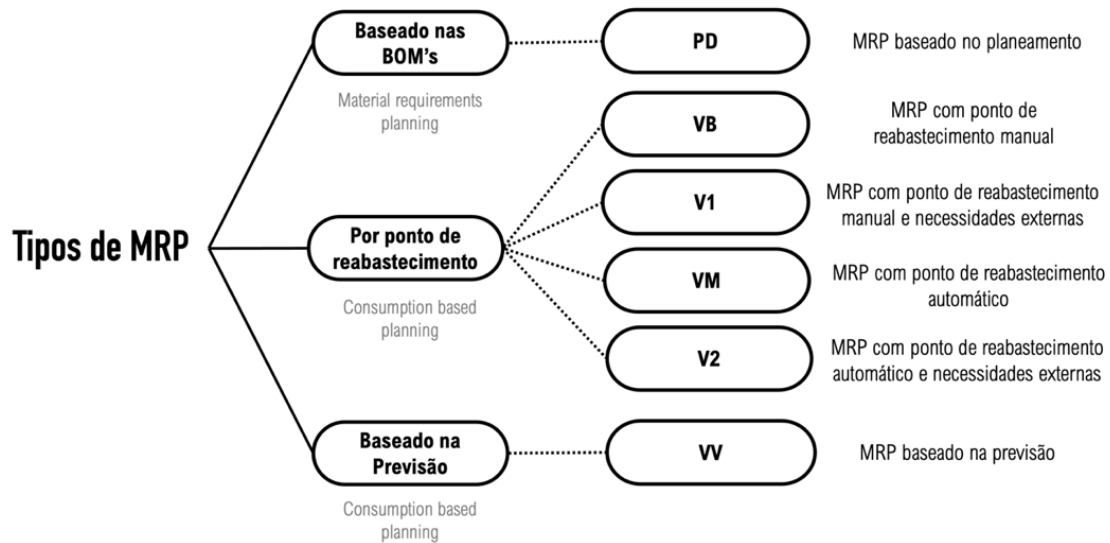 Tipos de MRP
Baseado nas
BOM's
Material requirements
planning
PD
MRP baseado no planeamento
Por ponto de
reabastecimento
Consumption based
planning
VB
MRP com ponto de
reabastecimento manual
V1
MRP com ponto de reabastecimento
manual e necessidades externas
VM
MRP com ponto de reabastecimento
automático
V2
MRP com ponto de reabastecimento
automático e necessidades externas
Baseado na
Previsão
Consumption based
planning
VV
MRP baseado na previsão